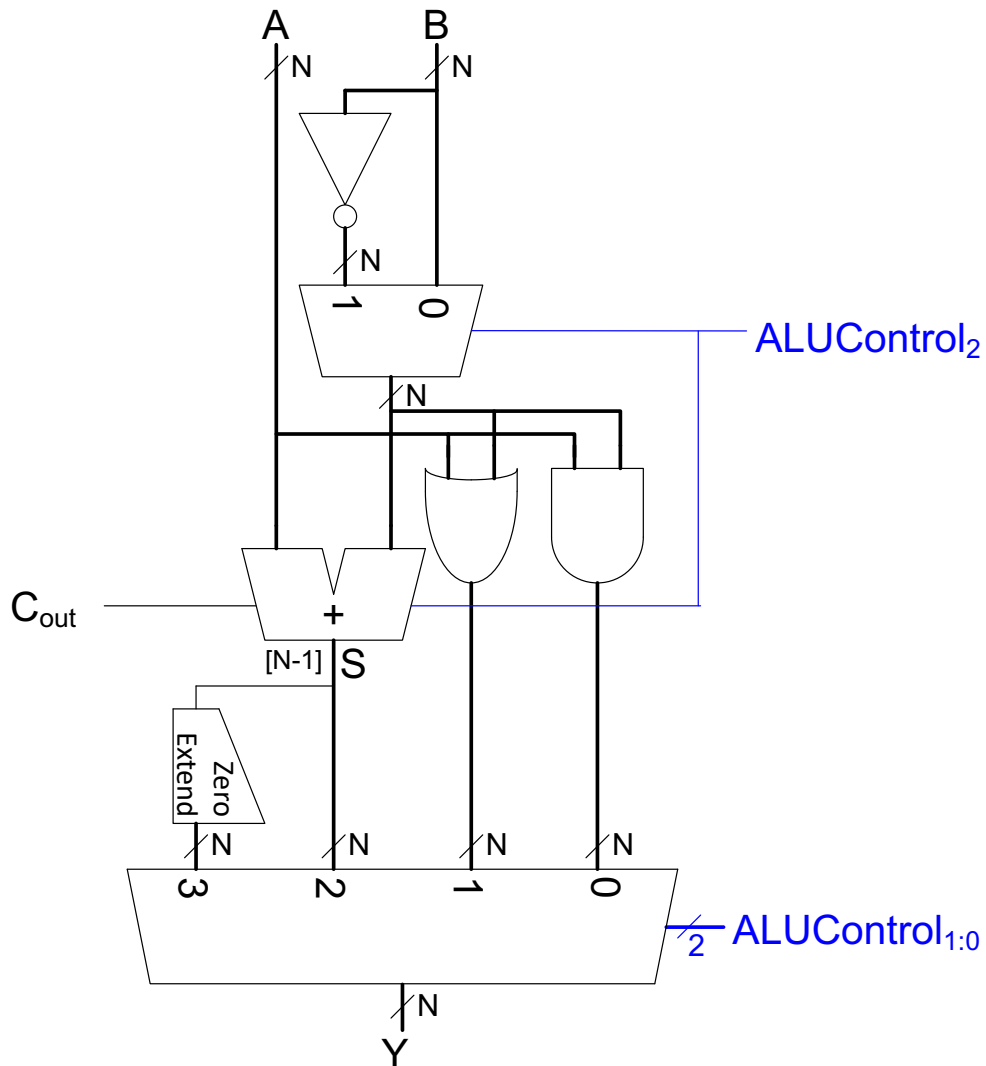 A
B
N
N
N
1
0
ALUControl2
N
Cout
+
[N-1]
S
Zero
Extend
N
N
N
N
3
2
1
0
2
ALUControl1:0
N
Y